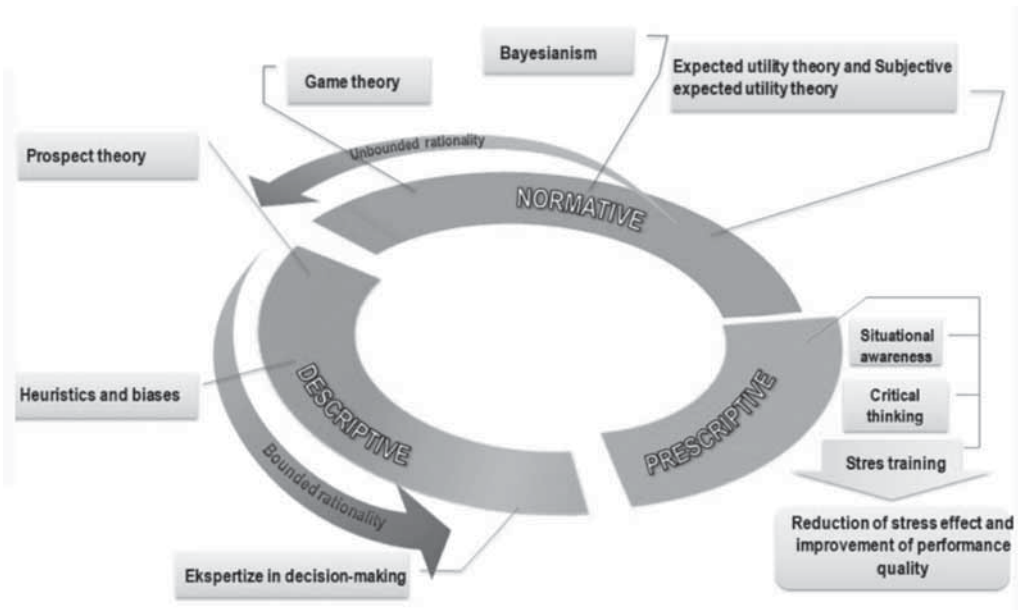 Bayesianism
Game theory
Expected utility theory and Subjective
expected utility theory
Prospect theory
Unbounded rationality
NORMATIVE
Situational
awareness
Heuristics and biases
DESCRIPTIVE
Critical
thinking
PRESCRIPTIVE
Bounded rationality
Stres training
Reduction of stress effect and
improvement of performance
quality
Ekspertize in decision-making